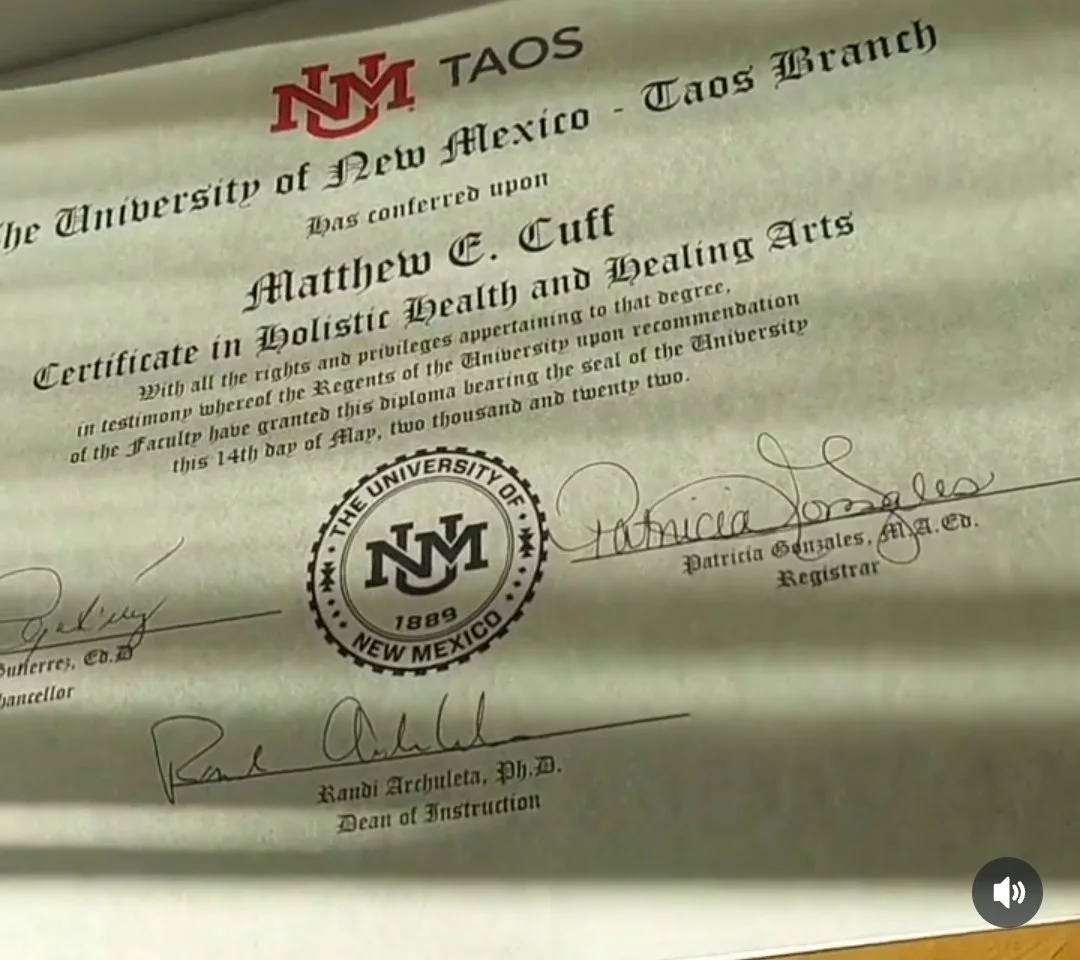 UNM TAOS
The University of New Mexico - Taos Branch
Has conferred upon
Matthew E. Cuff
Certificate in Holistic Health and Healing Arts
With all the rights and privileges appertaining to that degree,
in testimony whereof the Regents of the University upon recommendation
of the Faculty have granted this diploma bearing the seal of the University
this 14th day of May, two thousand and twenty two.
THE UNIVERSITY OF
UNM
1889
NEW MEXICO
Patricia Gonzales
Patricia Gonzales, M.A.Ed.
Registrar
Gutierrez, Ed.D
hancellor
Randi Archuleta, Ph.D.
Dean of Instruction